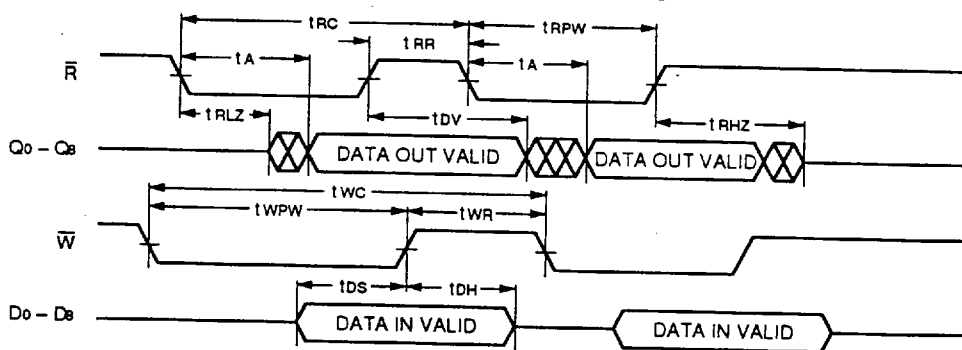 tRC
tRPW
tRR
tA
tA
R̅
tRLZ
tDV
tRHZ
Q0 – Q8
DATA OUT VALID
DATA OUT VALID
tWC
tWPW
tWR
W̅
tDS
tDH
D0 – D8
DATA IN VALID
DATA IN VALID